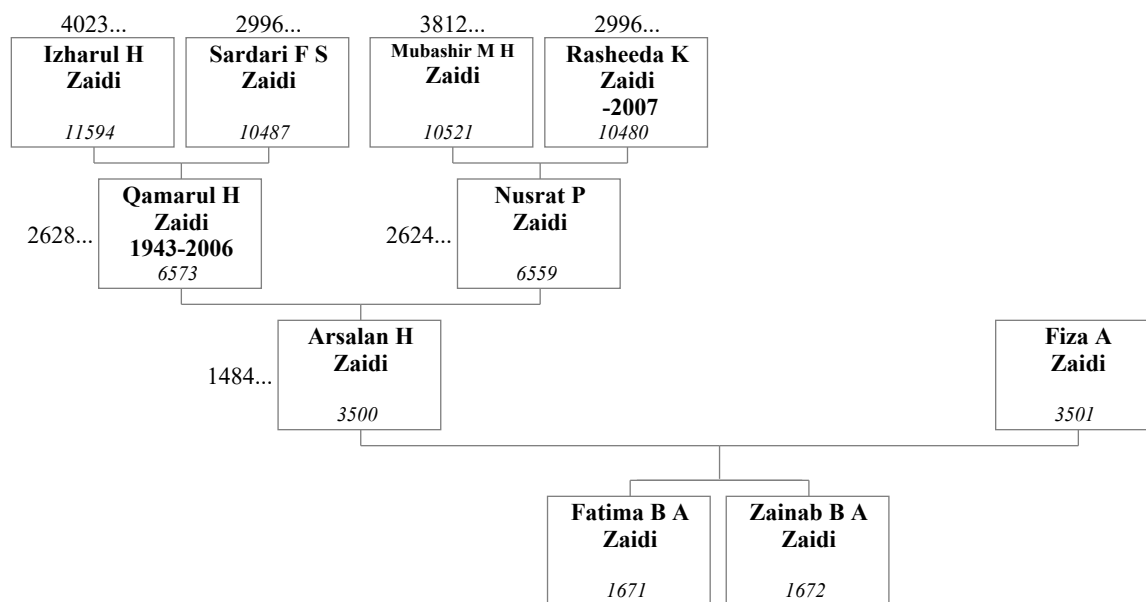 4023...
2996...
3812...
2996...
Izharul H
Zaidi
11594
Sardari F S
Zaidi
10487
Mubashir M H
Zaidi
10521
Rasheeda K
Zaidi
-2007
10480
2628...
Qamarul H
Zaidi
1943-2006
6573
2624...
Nusrat P
Zaidi
6559
1484...
Arsalan H
Zaidi
3500
Fiza A
Zaidi
3501
Fatima B A
Zaidi
1671
Zainab B A
Zaidi
1672